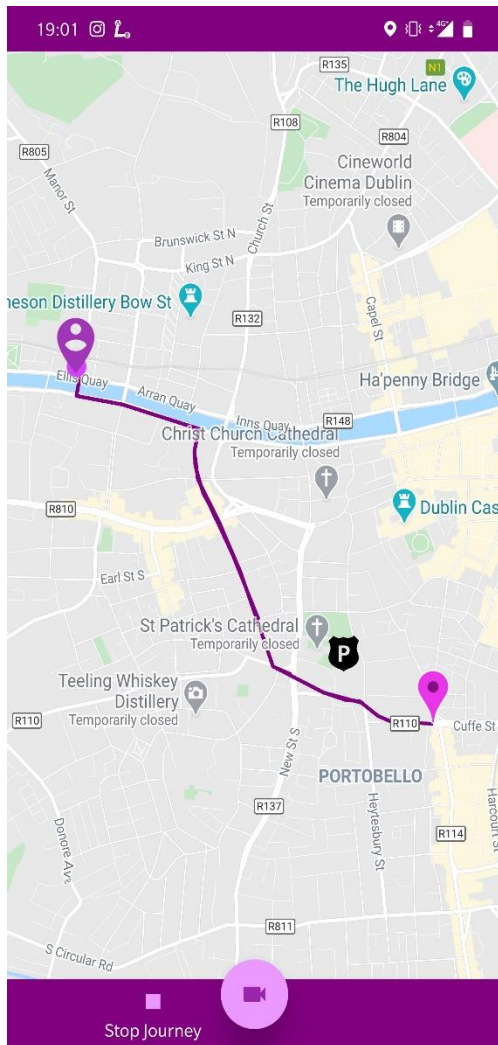 19:01
4G+
R135
N1
The Hugh Lane
R108
R804
R805
Cineworld
Cinema Dublin
Temporarily closed
Manor St
Church St
Brunswick St N
King St N
neson Distillery Bow St
Capel St
R132
Ellis Quay
Arran Quay
Ha'penny Bridge
Inns Quay
R148
Christ Church Cathedral
Temporarily closed
R810
Dublin Cas
Earl St S
St Patrick's Cathedral
Temporarily closed
P
Teeling Whiskey
Distillery
Temporarily closed
R110
R110
Cuffe St
New St S
PORTOBELLO
R137
Heytesbury St
Harcourt St
R114
Donore Ave
R811
S Circular Rd
Stop Journey